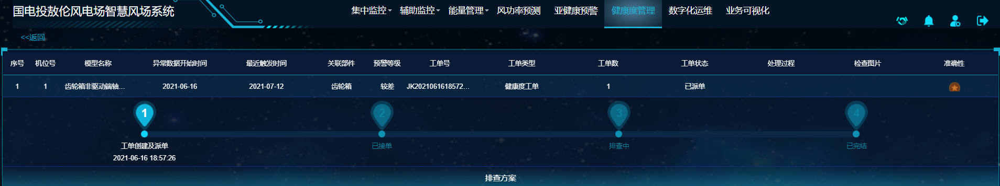 国电投敖伦风电场智慧风场系统
集中监控 辅助监控 能量管理 风功率预测 亚健康预警 健康度管理 数字化运维 业务可视化
<<返回
序号 机位号 模型名称 异常数据开始时间 最近触发时间 关联部件 预警等级 工单号 工单类型 工单数 工单状态 处理过程 检查图片 准确性
1 1 齿轮箱非驱动端轴... 2021-06-16 2021-07-12 齿轮箱 较差 JK2021061618572... 健康度工单 1 已派单
1 2 3 4
工单创建及派单 已接单 排查中 已完结
2021-06-16 18:57:26
排查方案